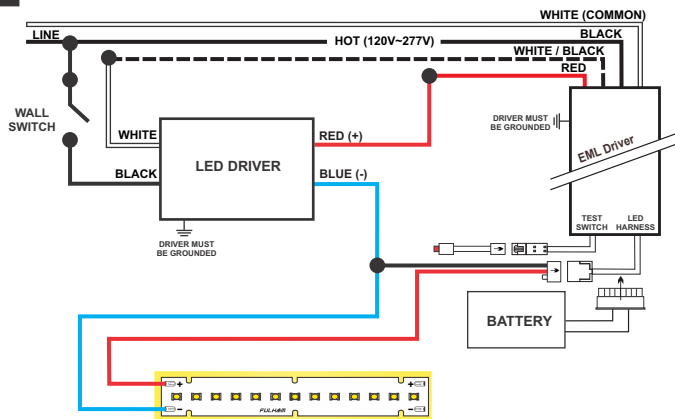 WHITE (COMMON)
LINE
BLACK
HOT (120V~277V)
WHITE / BLACK
RED
WALL
SWITCH
WHITE
RED (+)
DRIVER MUST
BE GROUNDED
EML Driver
LED DRIVER
BLACK
BLUE (-)
DRIVER MUST
BE GROUNDED
TEST
SWITCH
LED
HARNESS
BATTERY
+
+
FULHAM
−
−